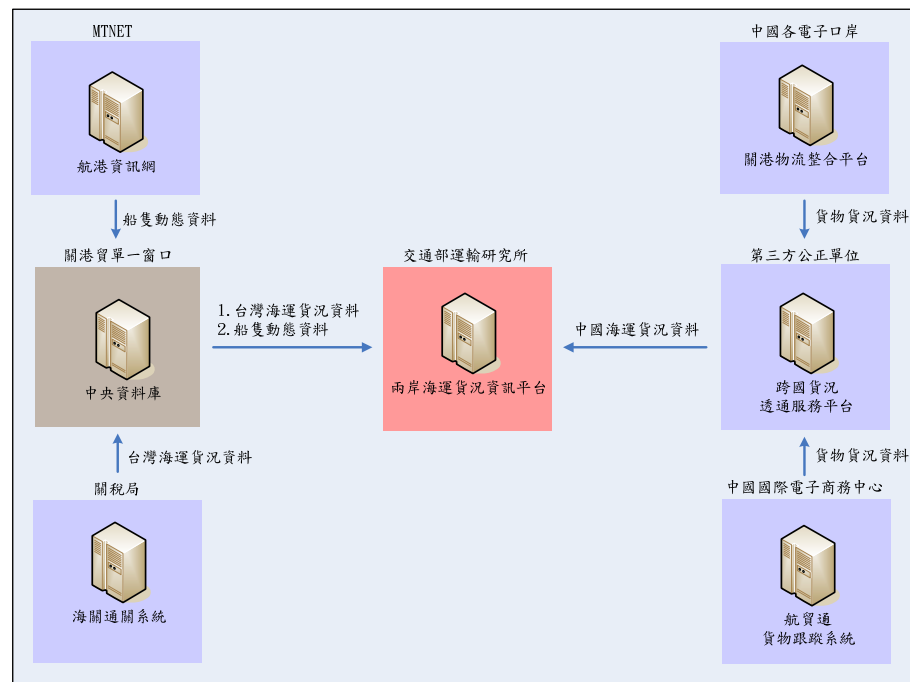 MTNET
航港資訊網
船隻動態資料
關港貿單一窗口
中央資料庫
台灣海運貨況資料
關稅局
海關通關系統
1.台灣海運貨況資料
2.船隻動態資料
交通部運輸研究所
兩岸海運貨況資訊平台
中國海運貨況資料
中國各電子口岸
關港物流整合平台
貨物貨況資料
第三方公正單位
跨國貨況
透通服務平台
貨物貨況資料
中國國際電子商務中心
航貿通
貨物跟蹤系統